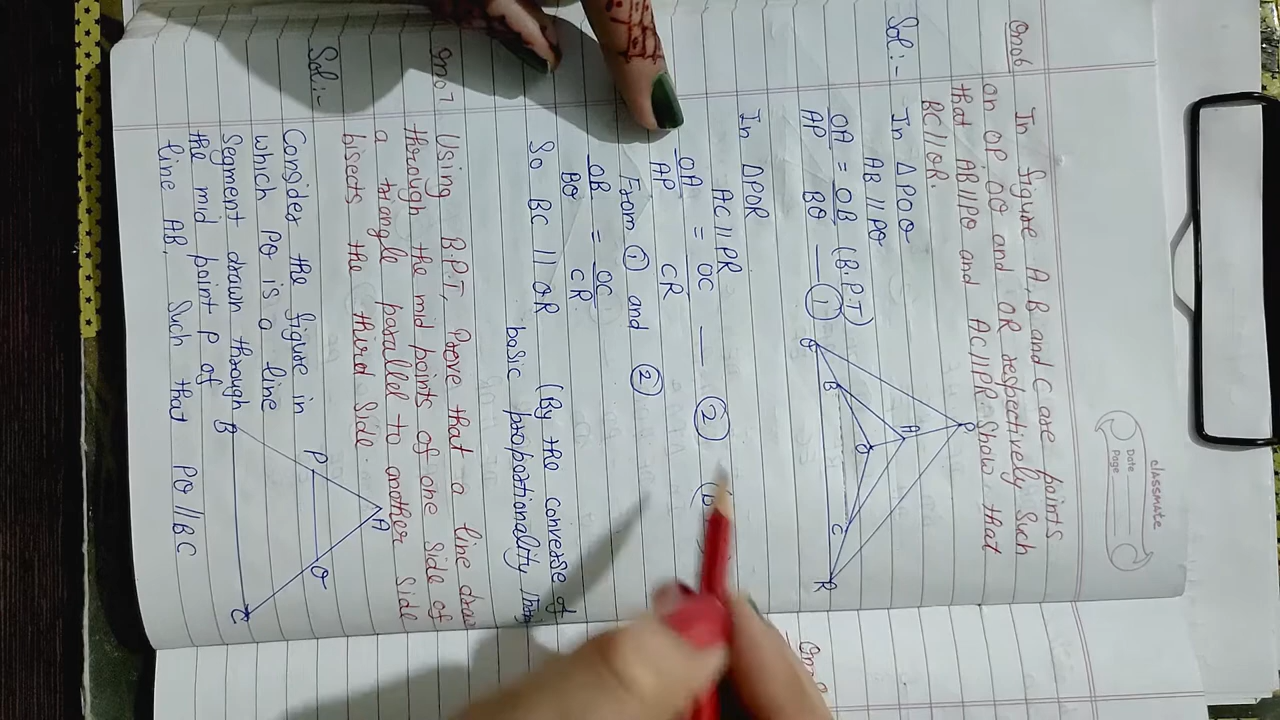 classmate
Date
Page
Qno6 In figure A, B and C are points
on OP, OQ and OR respectively such
that AB||PQ and AC||PR Show that
BC||QR.
Sol:- In △POQ
AB||PQ
OA/AP = OB/BQ (B.P.T) — ①
P
A
Q
B
O
C
R
In △POR
AC||PR
OA/AP = OC/CR — ② (B
From ① and ②
OB/BQ = OC/CR
So BC || QR (By the converse of
basic proportionality
Qno7 Using B.P.T, Prove that a line
through the mid points of one side of
a triangle parallel to another side
bisects the third side.
Sol:- Consider the figure in
which PQ is a line
Segment drawn through
the mid point P of
line AB, Such that PQ||BC
A
P
Q
B
C